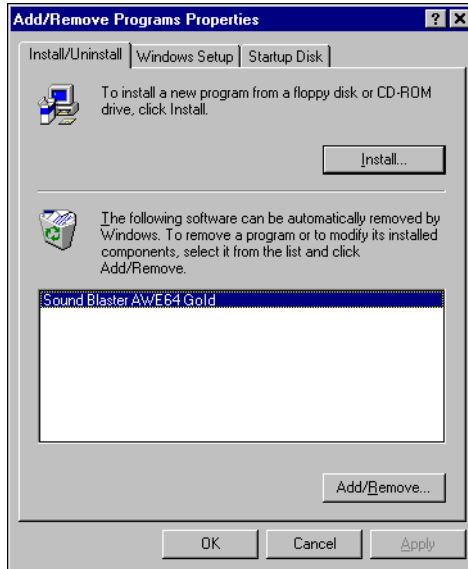 Add/Remove Programs Properties
Install/Uninstall Windows Setup Startup Disk
To install a new program from a floppy disk or CD-ROM
drive, click Install.
Install...
The following software can be automatically removed by
Windows. To remove a program or to modify its installed
components, select it from the list and click
Add/Remove.
Sound Blaster AWE64 Gold
Add/Remove...
OK Cancel Apply